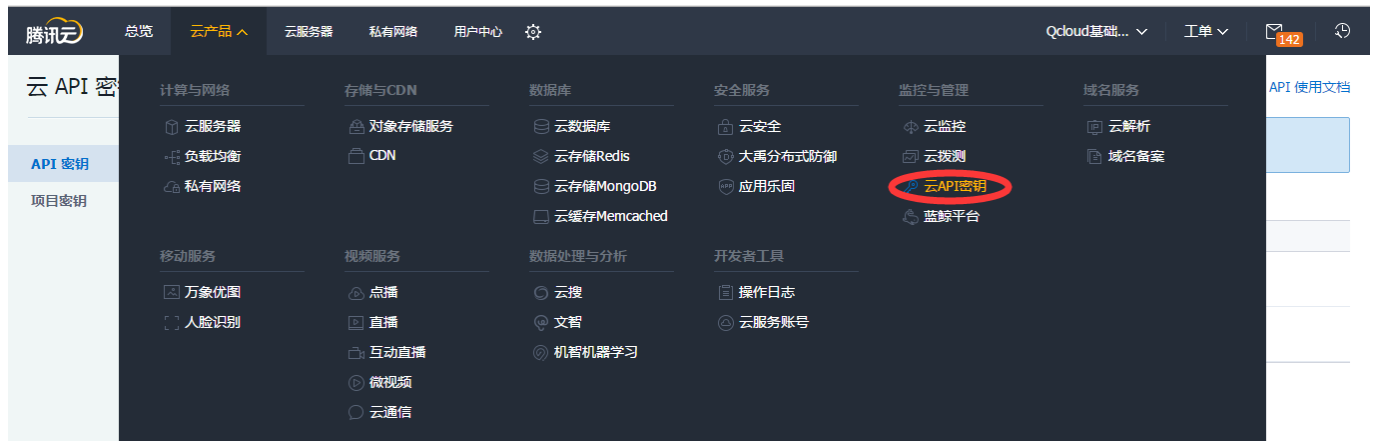 腾讯云 总览 云产品 云服务器 私有网络 用户中心 Qcloud基础... 工单 142
云 API 密
API 使用文档
API 密钥
项目密钥
计算与网络
云服务器
负载均衡
私有网络
存储与CDN
对象存储服务
CDN
数据库
云数据库
云存储Redis
云存储MongoDB
云缓存Memcached
安全服务
云安全
大禹分布式防御
APP 应用乐固
监控与管理
云监控
云拨测
云API密钥
蓝鲸平台
域名服务
云解析
域名备案
移动服务
万象优图
人脸识别
视频服务
点播
直播
互动直播
微视频
云通信
数据处理与分析
云搜
文智
机智机器学习
开发者工具
操作日志
云服务账号